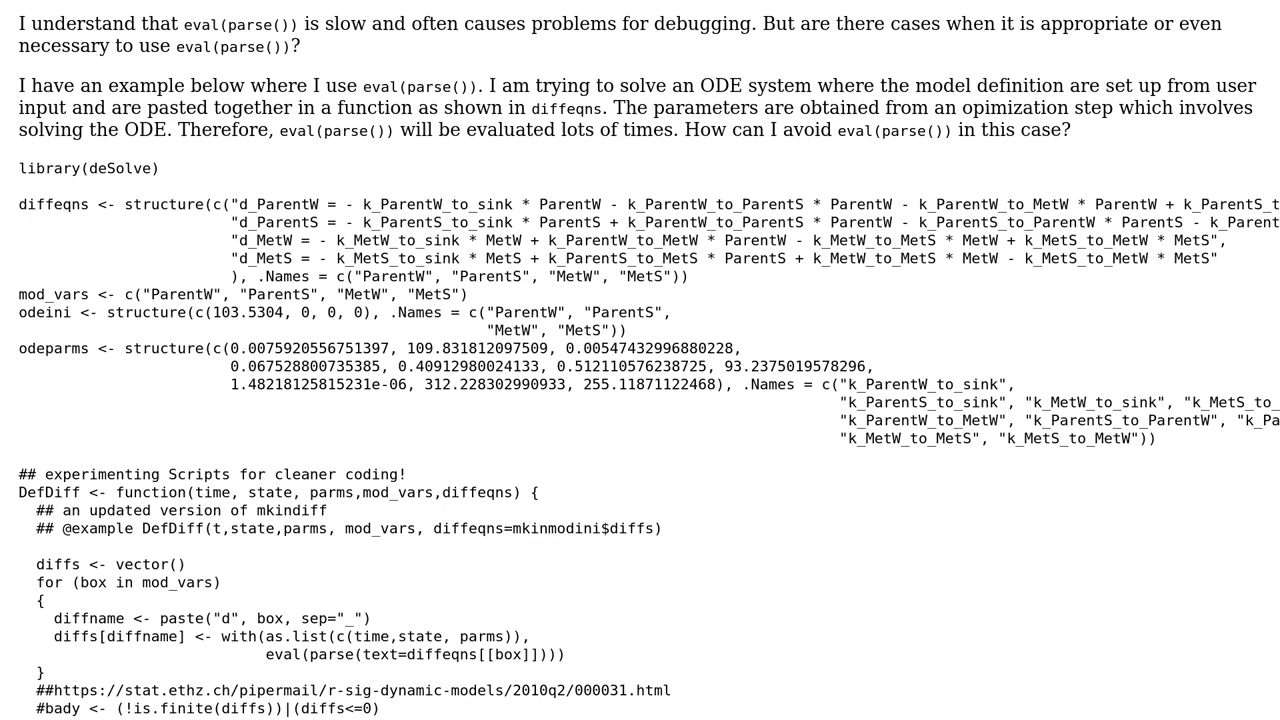 I understand that eval(parse()) is slow and often causes problems for debugging. But are there cases when it is appropriate or even
necessary to use eval(parse())?
I have an example below where I use eval(parse()). I am trying to solve an ODE system where the model definition are set up from user
input and are pasted together in a function as shown in diffeqns. The parameters are obtained from an opimization step which involves
solving the ODE. Therefore, eval(parse()) will be evaluated lots of times. How can I avoid eval(parse()) in this case?
library(deSolve)
diffeqns <- structure(c("d_ParentW = - k_ParentW_to_sink * ParentW - k_ParentW_to_ParentS * ParentW - k_ParentW_to_MetW * ParentW + k_ParentS_t
"d_ParentS = - k_ParentS_to_sink * ParentS + k_ParentW_to_ParentS * ParentW - k_ParentS_to_ParentW * ParentS - k_Parent
"d_MetW = - k_MetW_to_sink * MetW + k_ParentW_to_MetW * ParentW - k_MetW_to_MetS * MetW + k_MetS_to_MetW * MetS",
"d_MetS = - k_MetS_to_sink * MetS + k_ParentS_to_MetS * ParentS + k_MetW_to_MetS * MetW - k_MetS_to_MetW * MetS"
), .Names = c("ParentW", "ParentS", "MetW", "MetS"))
mod_vars <- c("ParentW", "ParentS", "MetW", "MetS")
odeini <- structure(c(103.5304, 0, 0, 0), .Names = c("ParentW", "ParentS",
"MetW", "MetS"))
odeparms <- structure(c(0.0075920556751397, 109.831812097509, 0.00547432996880228,
0.067528800735385, 0.40912980024133, 0.512110576238725, 93.2375019578296,
1.48218125815231e-06, 312.228302990933, 255.11871122468), .Names = c("k_ParentW_to_sink",
"k_ParentS_to_sink", "k_MetW_to_sink", "k_MetS_to_
"k_ParentW_to_MetW", "k_ParentS_to_ParentW", "k_Pa
"k_MetW_to_MetS", "k_MetS_to_MetW"))
## experimenting Scripts for cleaner coding!
DefDiff <- function(time, state, parms,mod_vars,diffeqns) {
## an updated version of mkindiff
## @example DefDiff(t,state,parms, mod_vars, diffeqns=mkinmodini$diffs)
diffs <- vector()
for (box in mod_vars)
{
diffname <- paste("d", box, sep="_")
diffs[diffname] <- with(as.list(c(time,state, parms)),
eval(parse(text=diffeqns[[box]])))
}
##https://stat.ethz.ch/pipermail/r-sig-dynamic-models/2010q2/000031.html
#bady <- (!is.finite(diffs))|(diffs<=0)